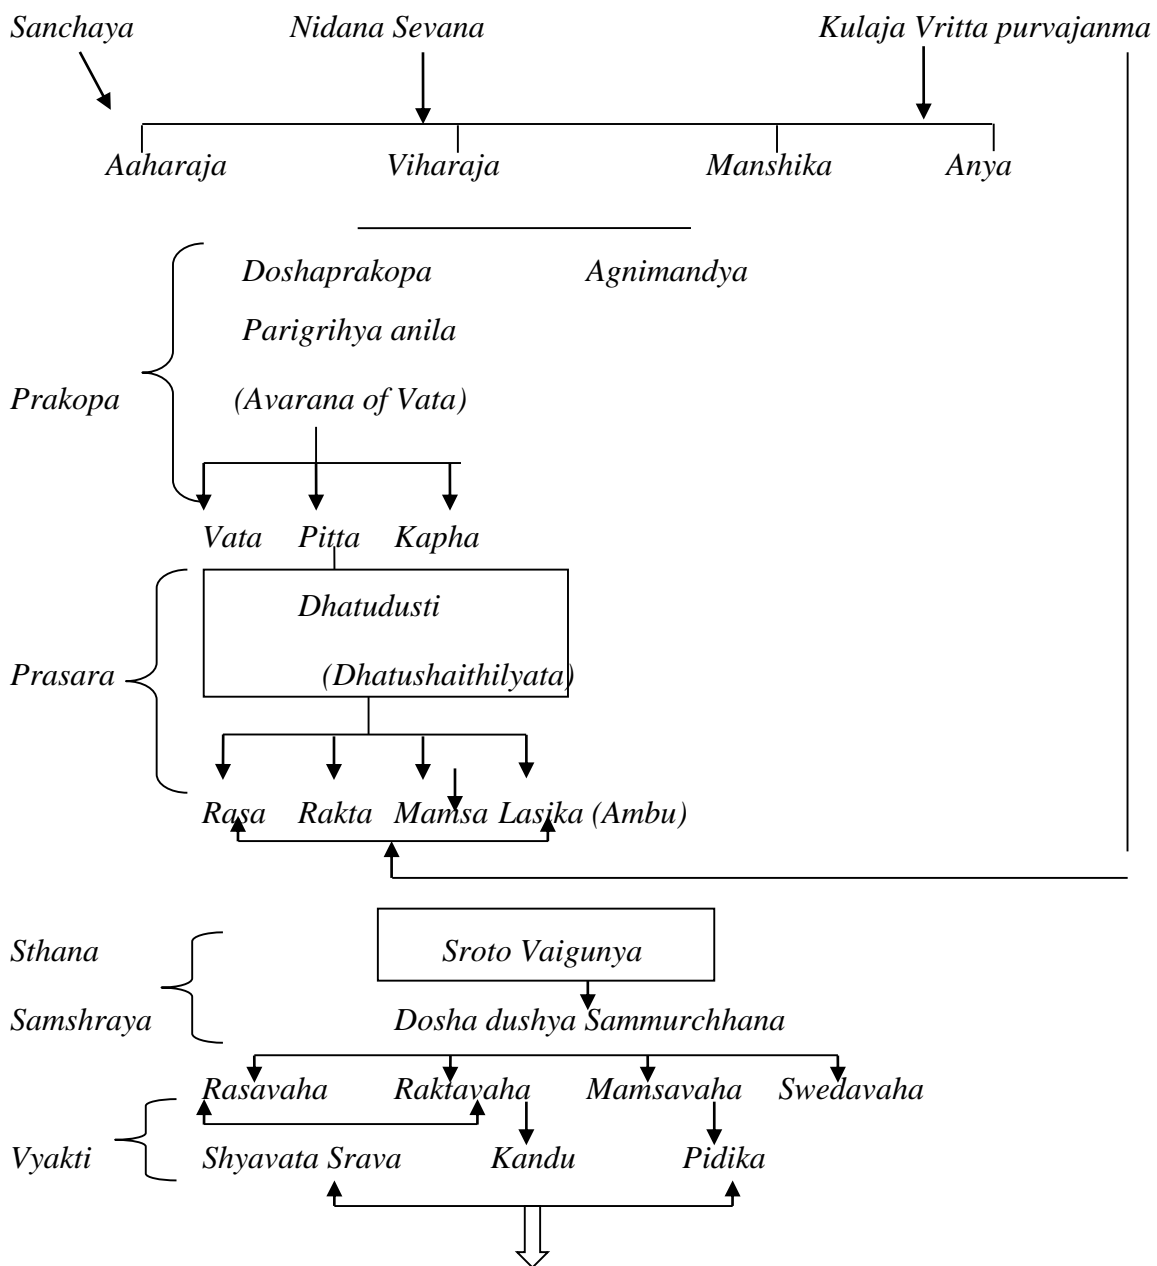 Sanchaya Nidana Sevana Kulaja Vritta purvajanma
Aaharaja Viharaja Manshika Anya
Doshaprakopa Agnimandya
Parigrihya anila
Prakopa (Avarana of Vata)
Vata Pitta Kapha
Dhatudusti
Prasara (Dhatushaithilyata)
Rasa Rakta Mamsa Lasika (Ambu)
Sthana Sroto Vaigunya
Samshraya Dosha dushya Sammurchhana
Rasavaha Raktavaha Mamsavaha Swedavaha
Vyakti Shyavata Srava Kandu Pidika